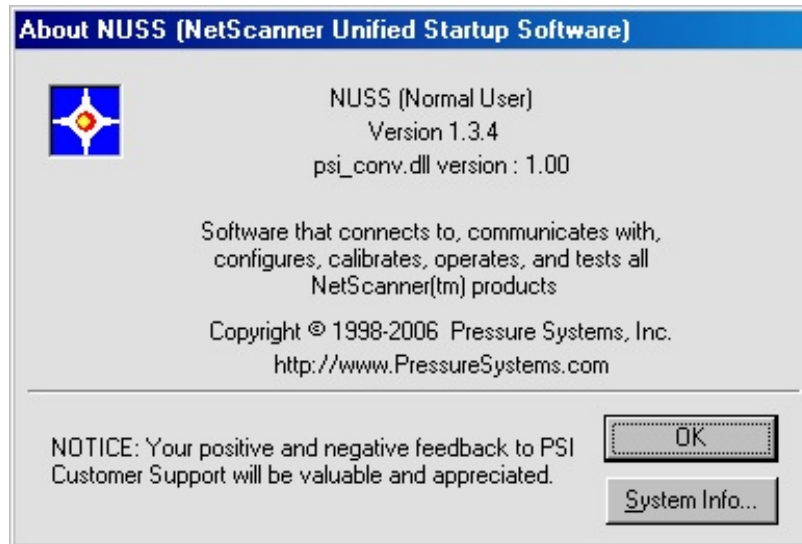 About NUSS (NetScanner Unified Startup Software)
NUSS (Normal User)
Version 1.3.4
psi_conv.dll version : 1.00
Software that connects to, communicates with,
configures, calibrates, operates, and tests all
NetScanner(tm) products
Copyright © 1998-2006 Pressure Systems, Inc.
http://www.PressureSystems.com
NOTICE: Your positive and negative feedback to PSI
Customer Support will be valuable and appreciated.
OK
System Info...